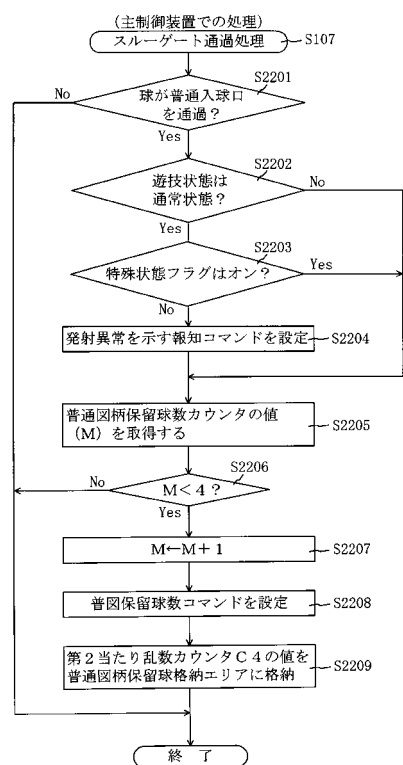 (主制御装置での処理)
スルーゲート通過処理
S107
S2201
球が普通入球口
を通過?
No
Yes
S2202
遊技状態は
通常状態?
No
Yes
S2203
特殊状態フラグはオン?
Yes
No
発射異常を示す報知コマンドを設定
S2204
普通図柄保留球数カウンタの値
(M)を取得する
S2205
S2206
M<4?
No
Yes
M←M+1
S2207
普図保留球数コマンドを設定
S2208
第2当たり乱数カウンタC4の値を
普通図柄保留球格納エリアに格納
S2209
終 了